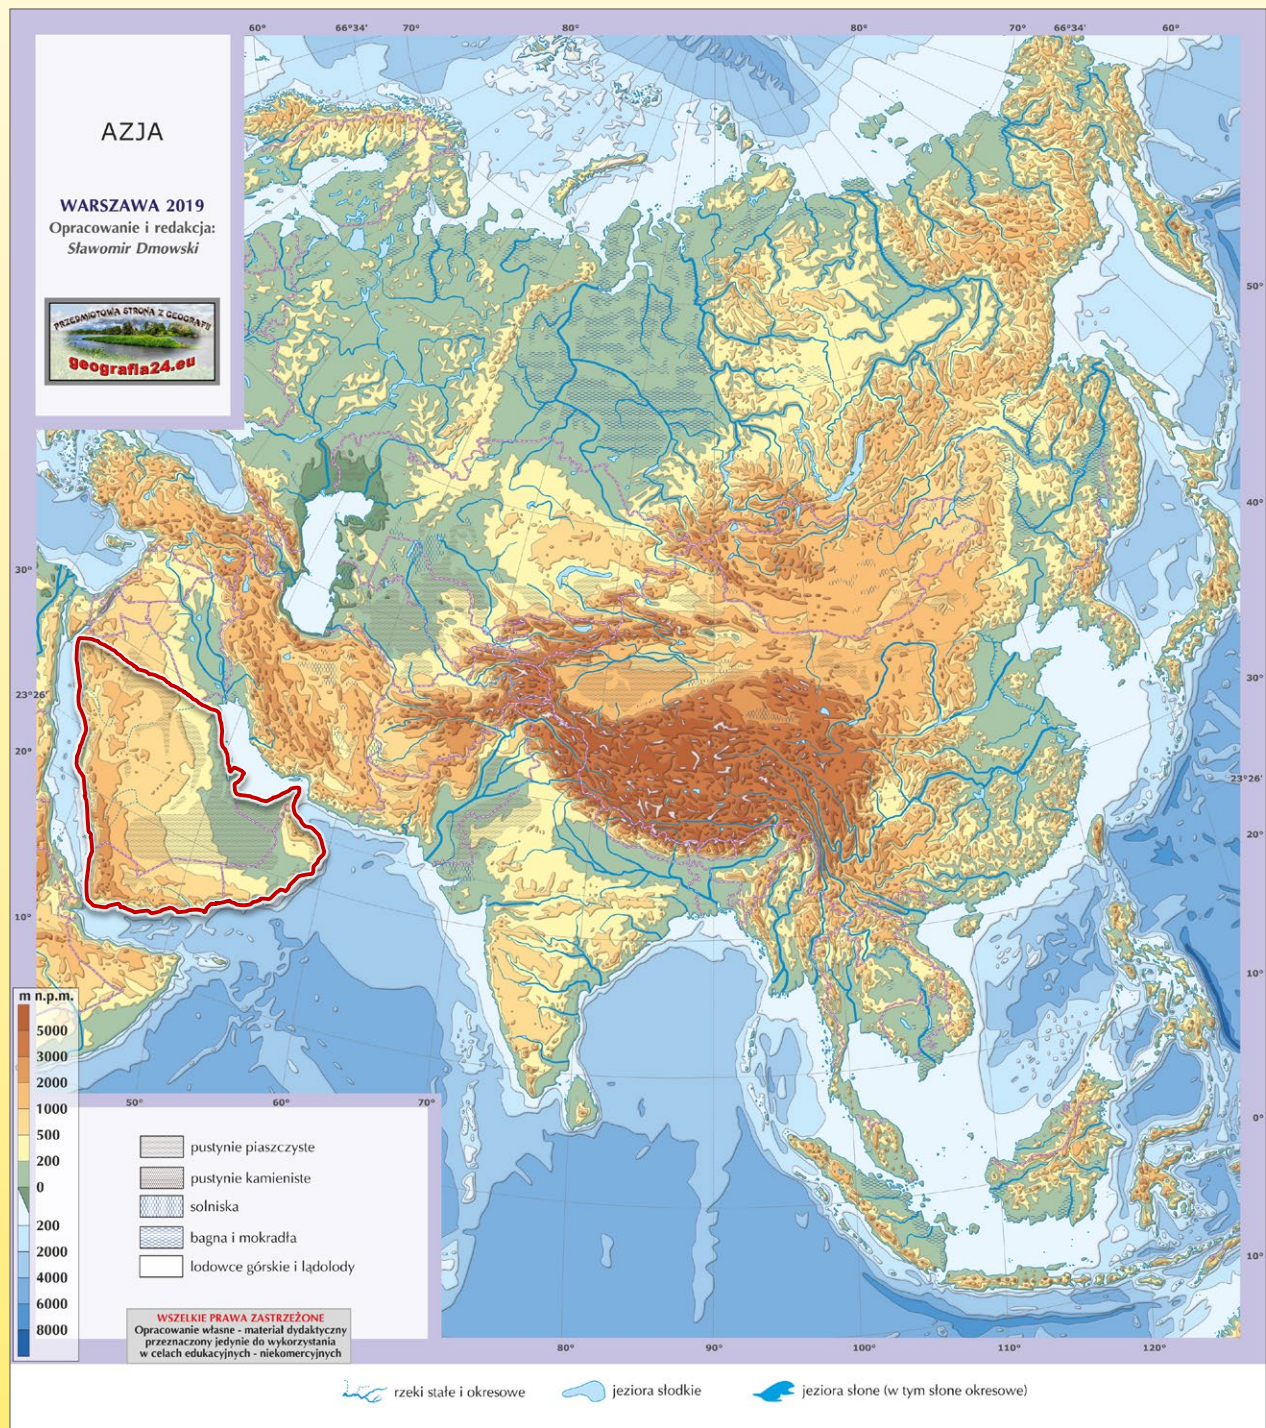 60° 66°34' 70° 80° 80° 70° 66°34' 60°
AZJA
WARSZAWA 2019
Opracowanie i redakcja:
Sławomir Dmowski
PRZEDMIOTOWA STRONA Z GEOGRAFII
geografia24.eu
50°
40°
30°
30°
23°26'
20°
23°26'
20°
10°
10°
m n.p.m.
5000
3000
2000
1000
500
200
0
200
2000
4000
6000
8000
50° 60° 70°
0°
10°
pustynie piaszczyste
pustynie kamieniste
soliska
bagna i mokradła
lodowce górskie i lądolody
WSZELKIE PRAWA ZASTRZEŻONE
Opracowanie własne - materiał dydaktyczny
przeznaczony jedynie do wykorzystania
w celach edukacyjnych - niekomercyjnych
80° 90° 100° 110° 120°
rzeki stałe i okresowe jeziora słodkie jeziora słone (w tym słone okresowe)